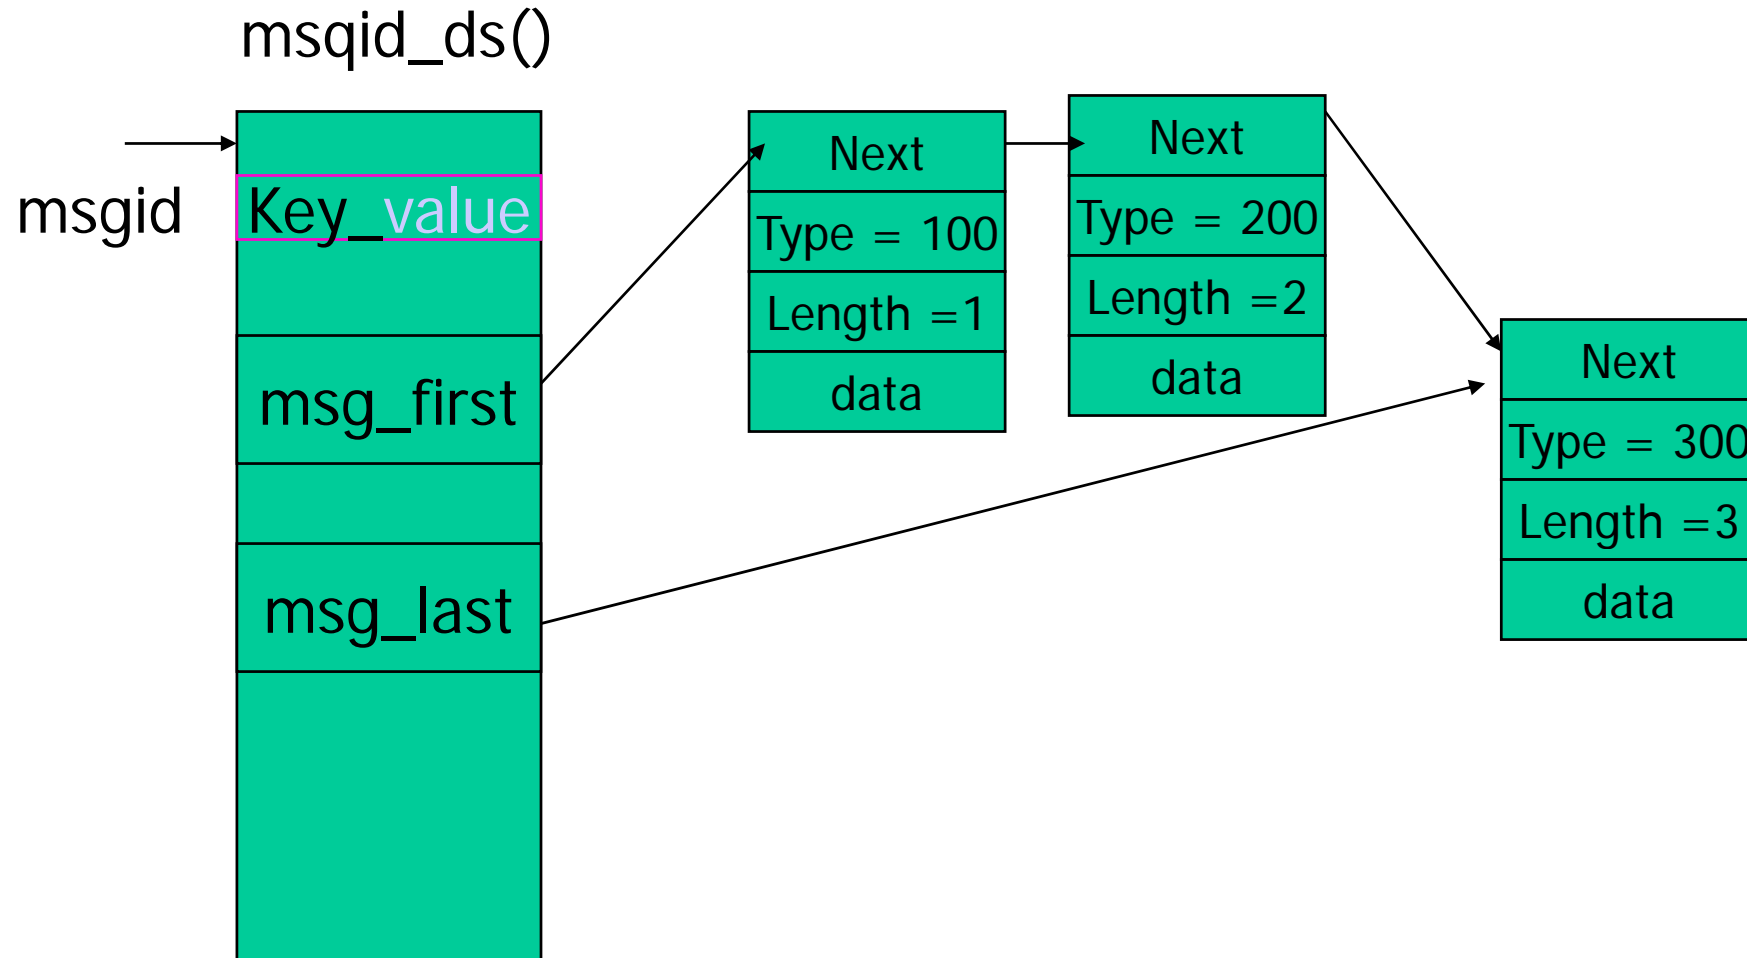 msqid_ds()
msgid
Key_value
msg_first
msg_last
Next
Type = 100
Length =1
data
Next
Type = 200
Length =2
data
Next
Type = 300
Length =3
data